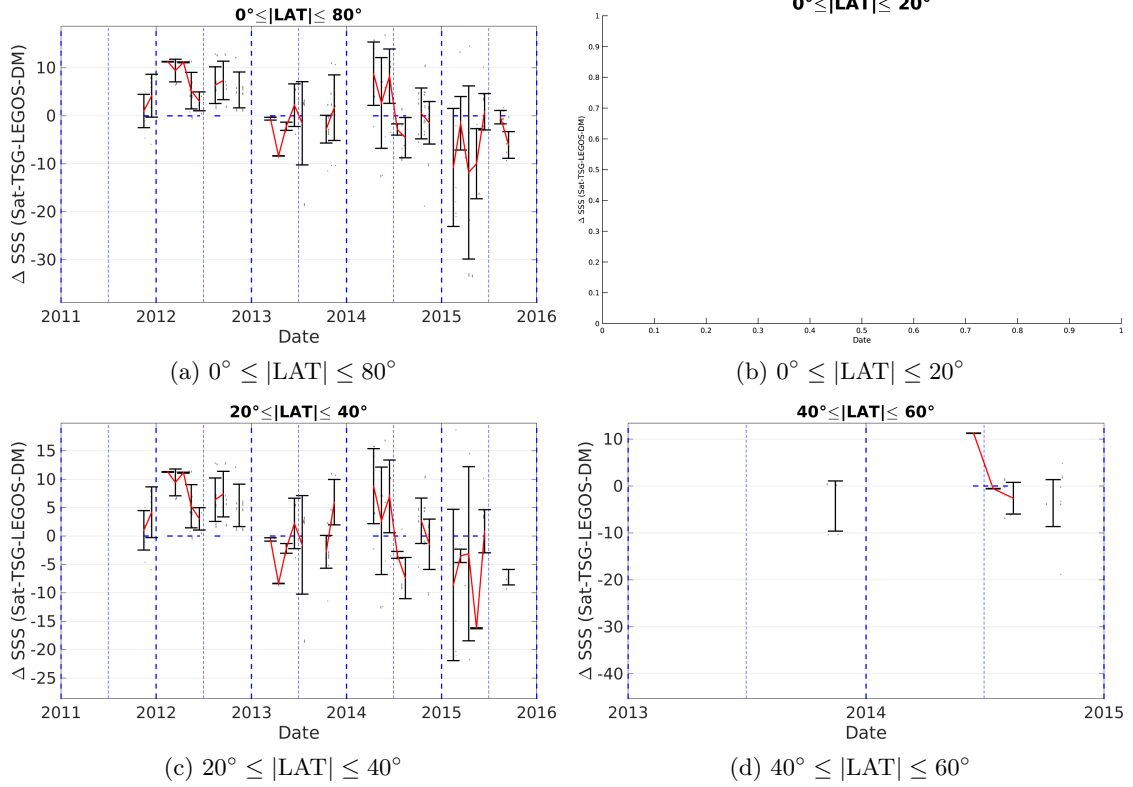 0°≤|LAT|≤ 80°
Δ SSS (Sat-TSG-LEGOS-DM)
10
0
-10
-20
-30
2011 2012 2013 2014 2015 2016
Date
(a) 0° ≤ |LAT| ≤ 80°
0°≤|LAT|≤ 20°
Δ SSS (Sat-TSG-LEGOS-DM)
1
0.9
0.8
0.7
0.6
0.5
0.4
0.3
0.2
0.1
0
0 0.1 0.2 0.3 0.4 0.5 0.6 0.7 0.8 0.9 1
Date
(b) 0° ≤ |LAT| ≤ 20°
20°≤|LAT|≤ 40°
Δ SSS (Sat-TSG-LEGOS-DM)
15
10
5
0
-5
-10
-15
-20
-25
2011 2012 2013 2014 2015 2016
Date
(c) 20° ≤ |LAT| ≤ 40°
40°≤|LAT|≤ 60°
Δ SSS (Sat-TSG-LEGOS-DM)
10
0
-10
-20
-30
-40
2013 2014 2015
Date
(d) 40° ≤ |LAT| ≤ 60°